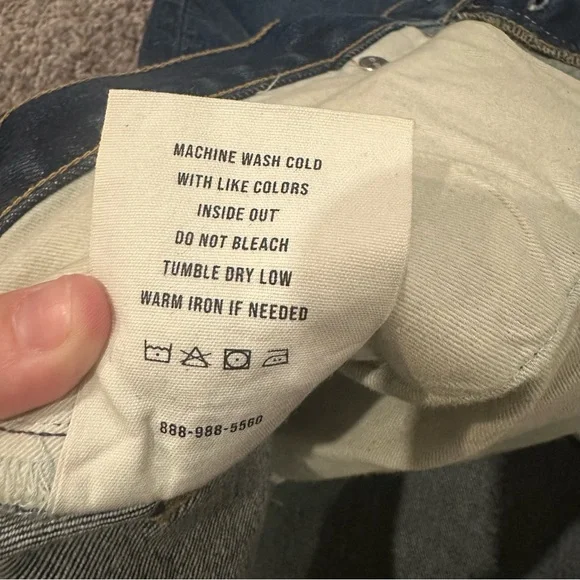 MACHINE WASH COLD
WITH LIKE COLORS
INSIDE OUT
DO NOT BLEACH
TUMBLE DRY LOW
WARM IRON IF NEEDED
888-988-5560